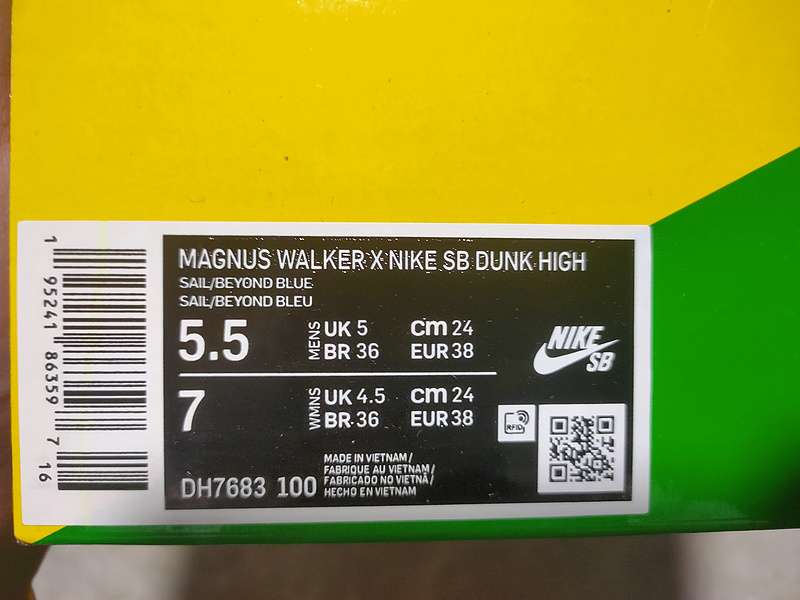 MAGNUS WALKER X NIKE SB DUNK HIGH
SAIL/BEYOND BLUE
SAIL/BEYOND BLEU
5.5 MENS UK 5 cm 24
BR 36 EUR 38
7 WMNS UK 4.5 cm 24
BR 36 EUR 38
NIKE
SB
RFID
DH7683 100
MADE IN VIETNAM /
FABRIQUE AU VIETNAM /
FABRICADO NO VIETNÃ /
HECHO EN VIETNAM
1 95241 86359 7 16